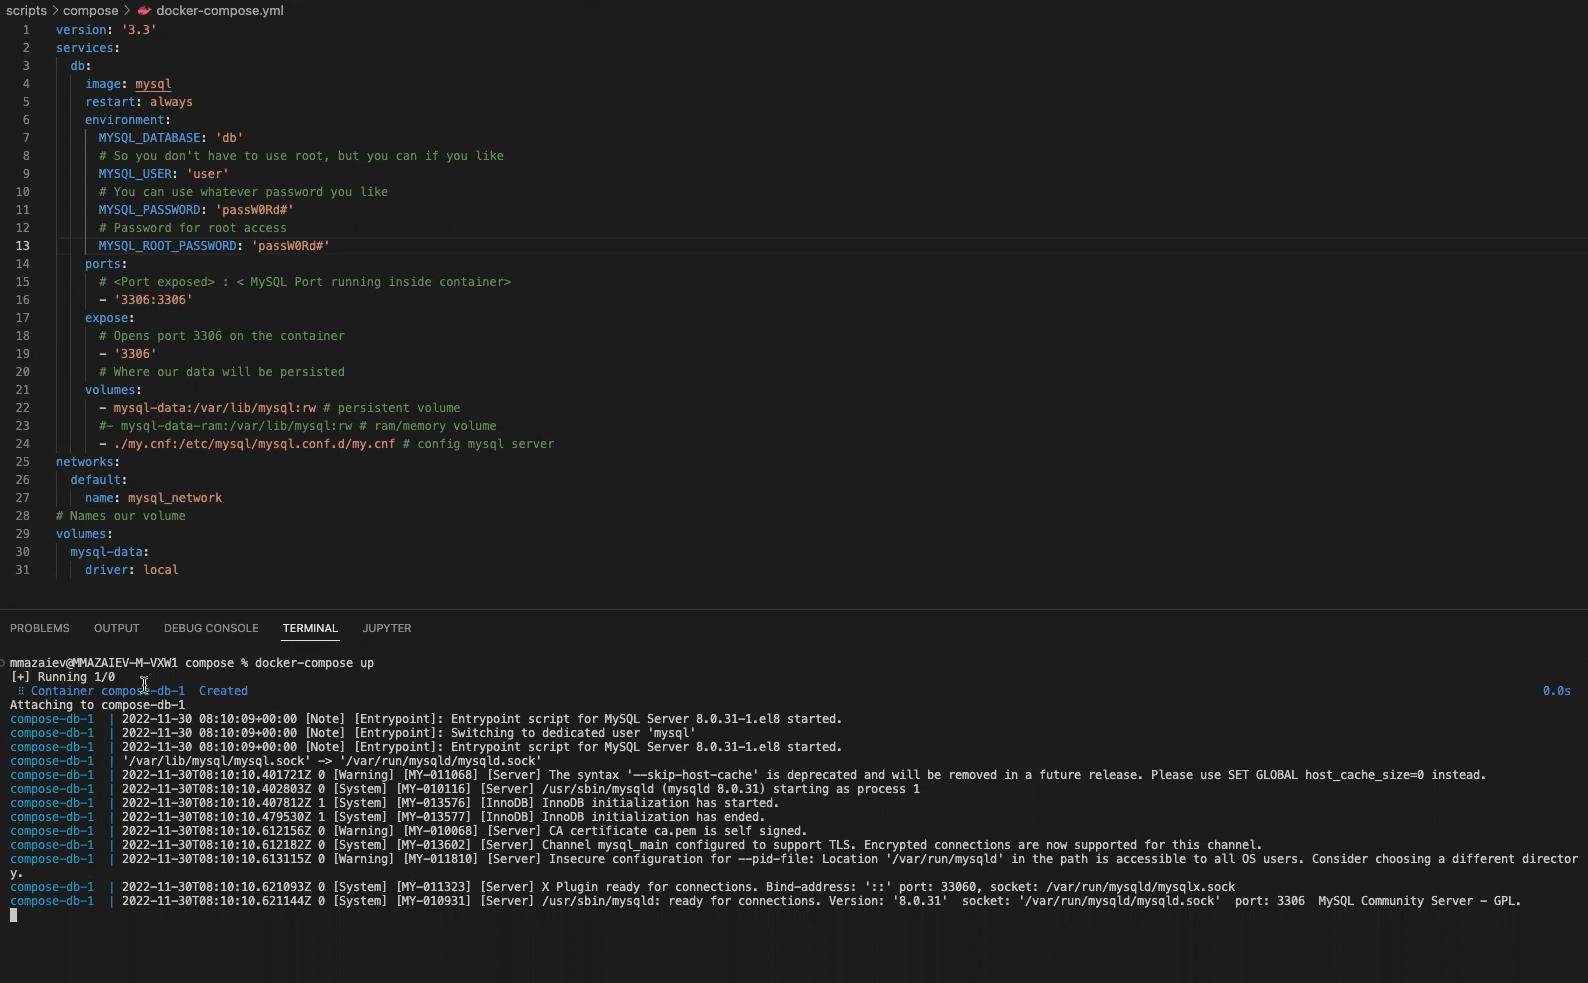 scripts > compose > docker-compose.yml
1 version: '3.3'
2 services:
3 db:
4 image: mysql
5 restart: always
6 environment:
7 MYSQL_DATABASE: 'db'
8 # So you don't have to use root, but you can if you like
9 MYSQL_USER: 'user'
10 # You can use whatever password you like
11 MYSQL_PASSWORD: 'passW0Rd#'
12 # Password for root access
13 MYSQL_ROOT_PASSWORD: 'passW0Rd#'
14 ports:
15 # <Port exposed> : < MySQL Port running inside container>
16 - '3306:3306'
17 expose:
18 # Opens port 3306 on the container
19 - '3306'
20 # Where our data will be persisted
21 volumes:
22 - mysql-data:/var/lib/mysql:rw # persistent volume
23 #- mysql-data-ram:/var/lib/mysql:rw # ram/memory volume
24 - ./my.cnf:/etc/mysql/mysql.conf.d/my.cnf # config mysql server
25 networks:
26 default:
27 name: mysql_network
28 # Names our volume
29 volumes:
30 mysql-data:
31 driver: local
PROBLEMS OUTPUT DEBUG CONSOLE TERMINAL JUPYTER
mmazaiev@MMAZAIEV-M-VXW1 compose % docker-compose up
[+] Running 1/0
⠿ Container compose-db-1 Created 0.0s
Attaching to compose-db-1
compose-db-1 | 2022-11-30 08:10:09+00:00 [Note] [Entrypoint]: Entrypoint script for MySQL Server 8.0.31-1.el8 started.
compose-db-1 | 2022-11-30 08:10:09+00:00 [Note] [Entrypoint]: Switching to dedicated user 'mysql'
compose-db-1 | 2022-11-30 08:10:09+00:00 [Note] [Entrypoint]: Entrypoint script for MySQL Server 8.0.31-1.el8 started.
compose-db-1 | '/var/lib/mysql/mysql.sock' -> '/var/run/mysqld/mysqld.sock'
compose-db-1 | 2022-11-30T08:10:10.401721Z 0 [Warning] [MY-011068] [Server] The syntax '--skip-host-cache' is deprecated and will be removed in a future release. Please use SET GLOBAL host_cache_size=0 instead.
compose-db-1 | 2022-11-30T08:10:10.402803Z 0 [System] [MY-010116] [Server] /usr/sbin/mysqld (mysqld 8.0.31) starting as process 1
compose-db-1 | 2022-11-30T08:10:10.407812Z 1 [System] [MY-013576] [InnoDB] InnoDB initialization has started.
compose-db-1 | 2022-11-30T08:10:10.479530Z 1 [System] [MY-013577] [InnoDB] InnoDB initialization has ended.
compose-db-1 | 2022-11-30T08:10:10.612156Z 0 [Warning] [MY-010068] [Server] CA certificate ca.pem is self signed.
compose-db-1 | 2022-11-30T08:10:10.612182Z 0 [System] [MY-013602] [Server] Channel mysql_main configured to support TLS. Encrypted connections are now supported for this channel.
compose-db-1 | 2022-11-30T08:10:10.613115Z 0 [Warning] [MY-011810] [Server] Insecure configuration for --pid-file: Location '/var/run/mysqld' in the path is accessible to all OS users. Consider choosing a different director
y.
compose-db-1 | 2022-11-30T08:10:10.621093Z 0 [System] [MY-011323] [Server] X Plugin ready for connections. Bind-address: '::' port: 33060, socket: /var/run/mysqld/mysqlx.sock
compose-db-1 | 2022-11-30T08:10:10.621144Z 0 [System] [MY-010931] [Server] /usr/sbin/mysqld: ready for connections. Version: '8.0.31' socket: '/var/run/mysqld/mysqld.sock' port: 3306 MySQL Community Server - GPL.